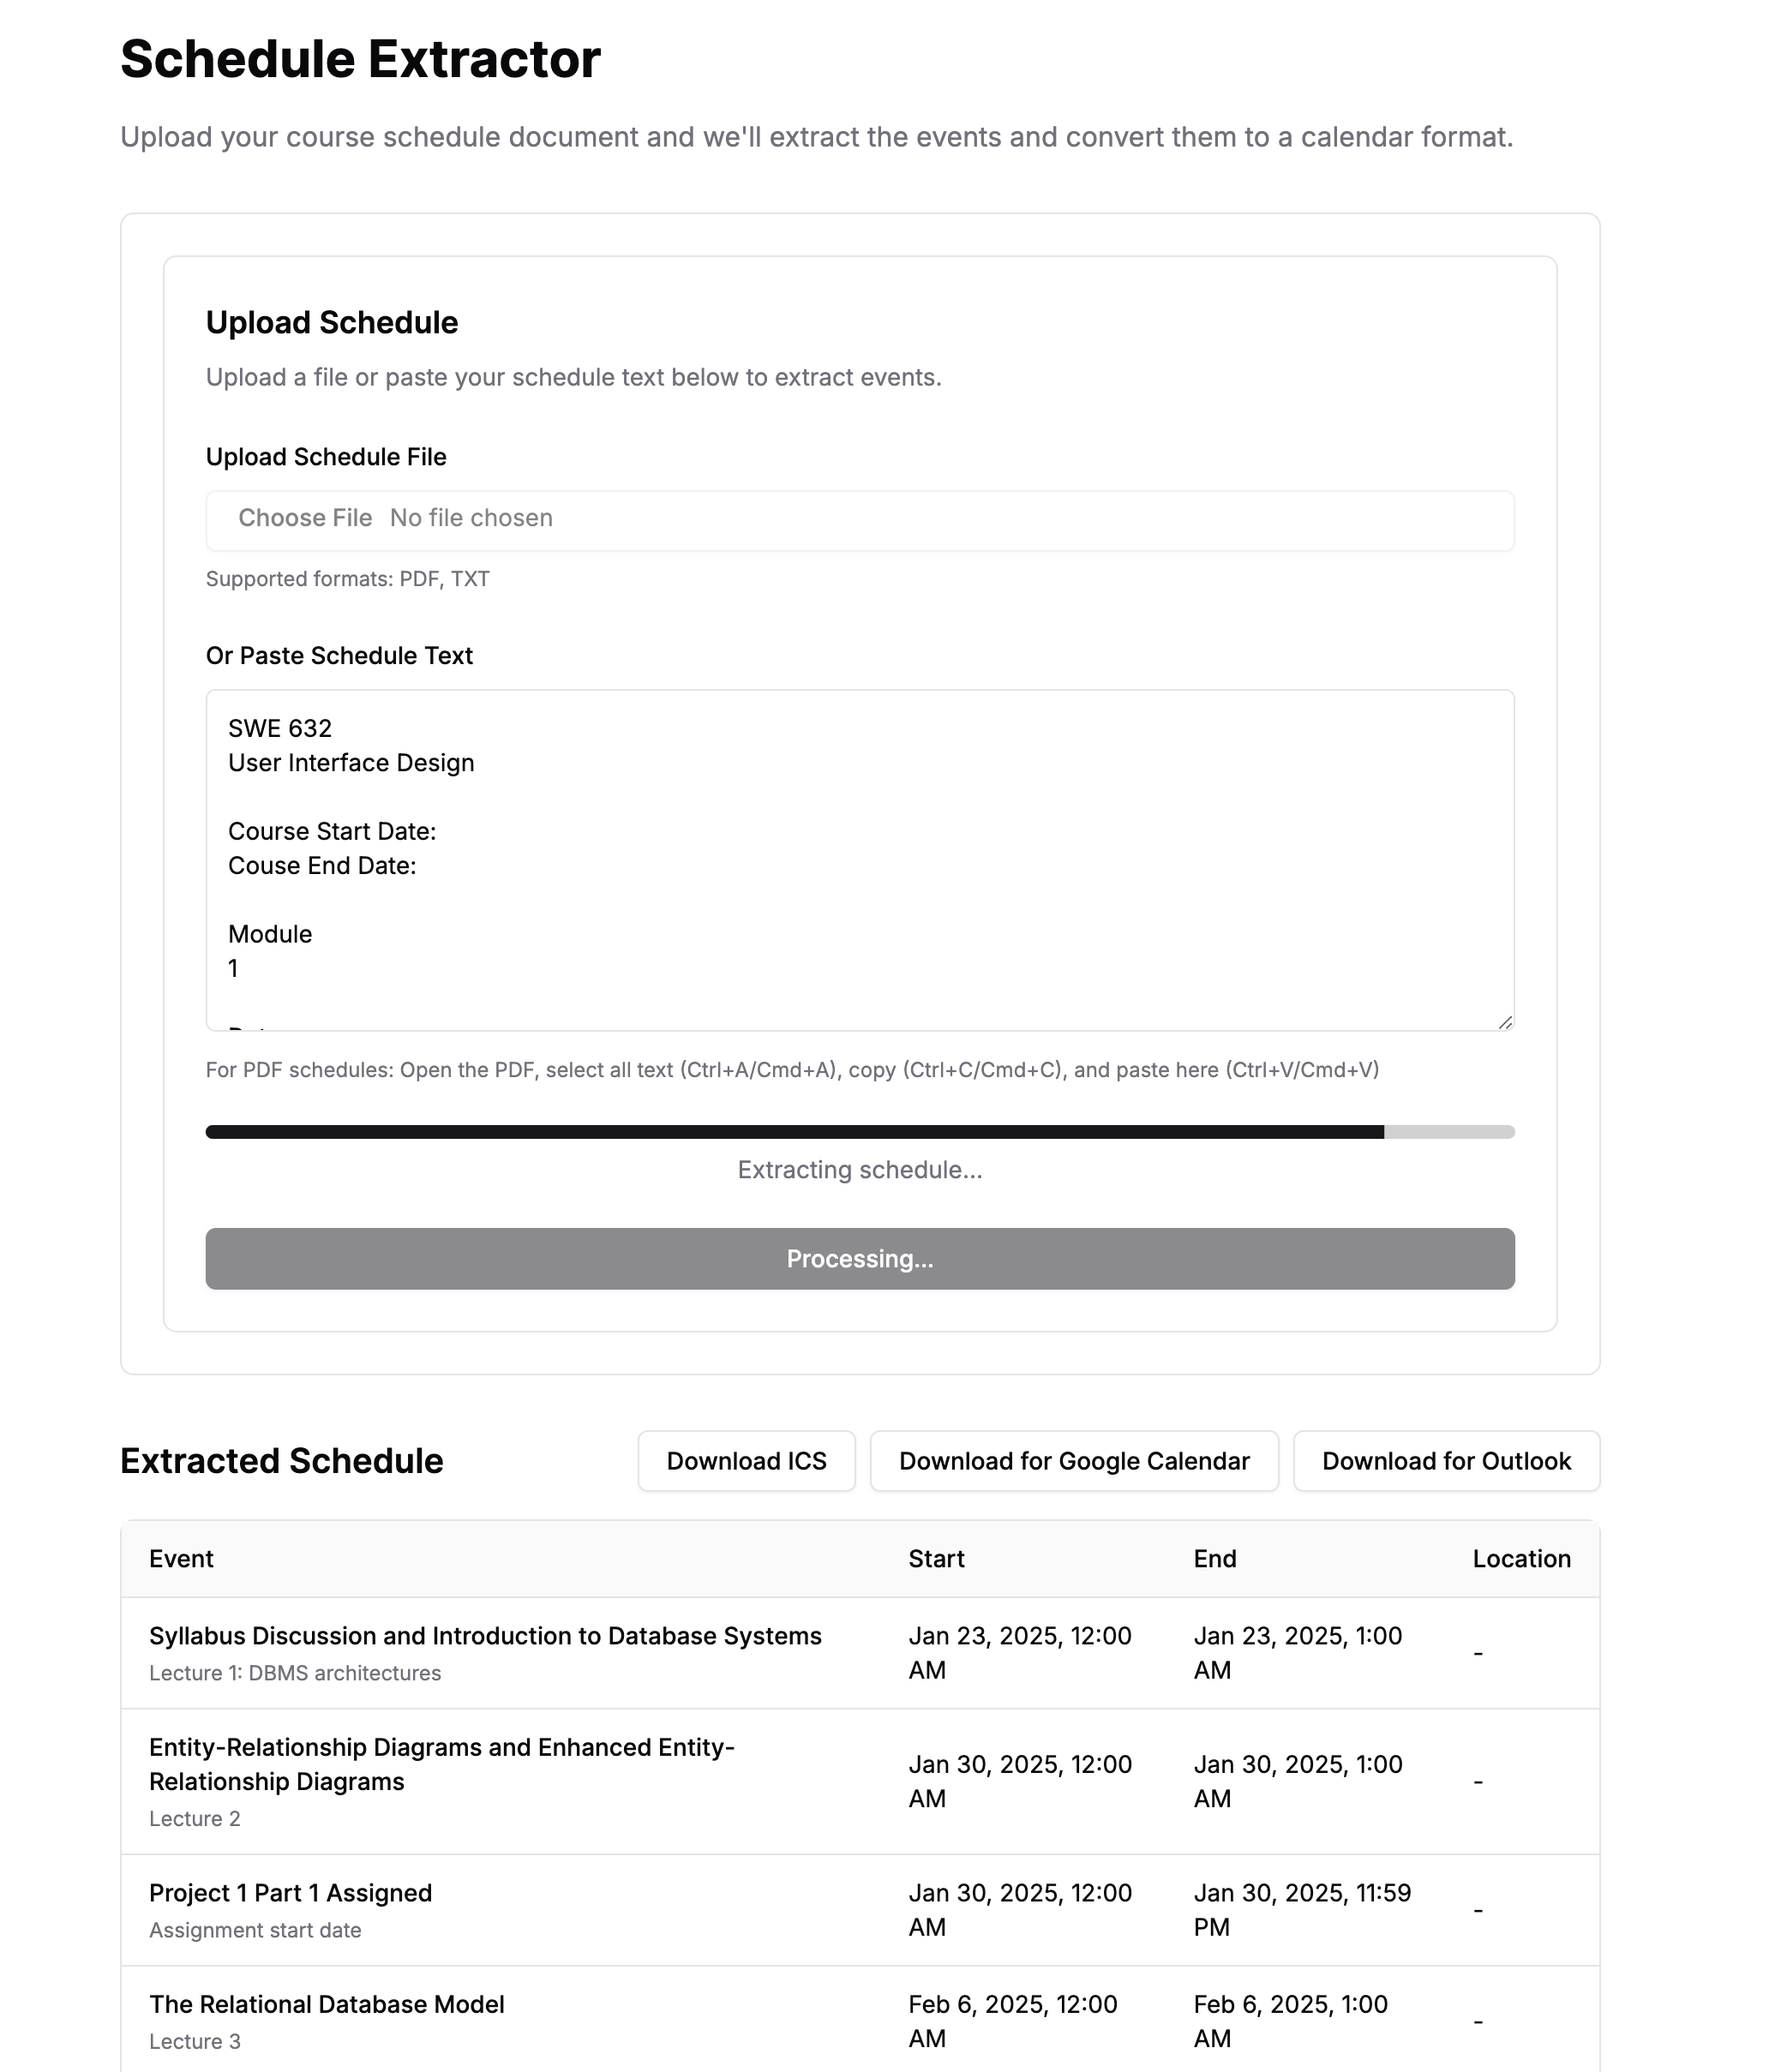 Schedule Extractor
Upload your course schedule document and we'll extract the events and convert them to a calendar format.
Upload Schedule
Upload a file or paste your schedule text below to extract events.
Upload Schedule File
Choose File No file chosen
Supported formats: PDF, TXT
Or Paste Schedule Text
SWE 632
User Interface Design
Course Start Date:
Couse End Date:
Module
1
For PDF schedules: Open the PDF, select all text (Ctrl+A/Cmd+A), copy (Ctrl+C/Cmd+C), and paste here (Ctrl+V/Cmd+V)
Extracting schedule...
Processing...
Extracted Schedule
Download ICS
Download for Google Calendar
Download for Outlook
Event Start End Location
Syllabus Discussion and Introduction to Database Systems
Lecture 1: DBMS architectures
Jan 23, 2025, 12:00
AM
Jan 23, 2025, 1:00
AM
-
Entity-Relationship Diagrams and Enhanced Entity-
Relationship Diagrams
Lecture 2
Jan 30, 2025, 12:00
AM
Jan 30, 2025, 1:00
AM
-
Project 1 Part 1 Assigned
Assignment start date
Jan 30, 2025, 12:00
AM
Jan 30, 2025, 11:59
PM
-
The Relational Database Model
Lecture 3
Feb 6, 2025, 12:00
AM
Feb 6, 2025, 1:00
AM
-